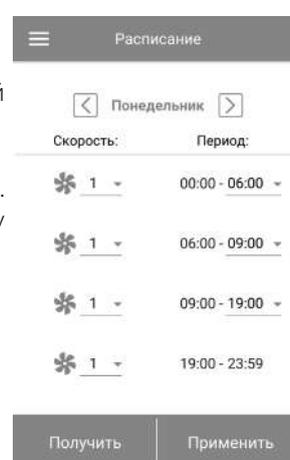 Расписание
й
Понедельник
Скорость: Период:
1 00:00 - 06:00
.
у
1 06:00 - 09:00
1 09:00 - 19:00
1 19:00 - 23:59
Получить Применить